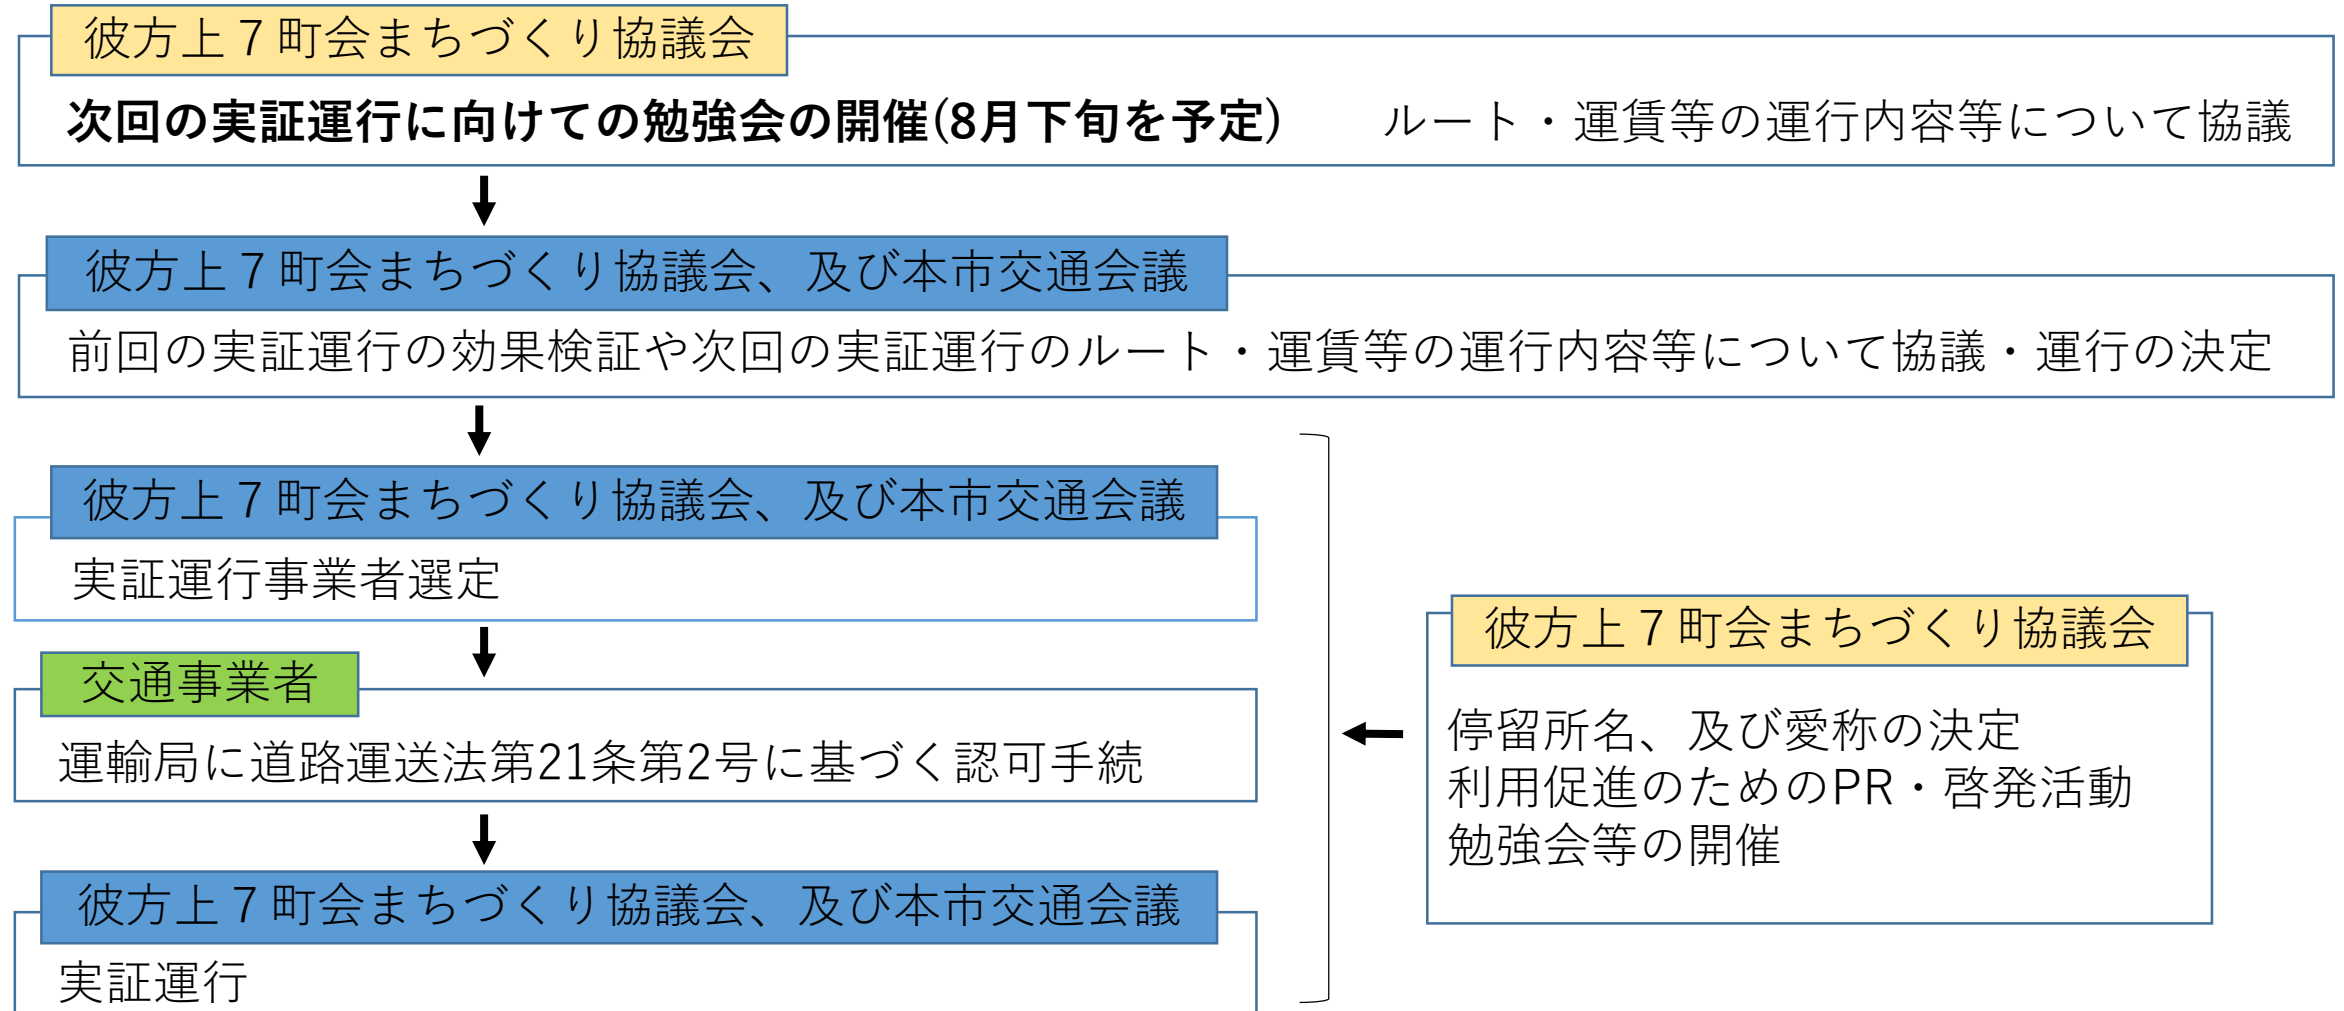 彼方上７町会まちづくり協議会
次回の実証運行に向けての勉強会の開催(8月下旬を予定)　　ルート・運賃等の運行内容等について協議
彼方上７町会まちづくり協議会、及び本市交通会議
前回の実証運行の効果検証や次回の実証運行のルート・運賃等の運行内容等について協議・運行の決定
彼方上７町会まちづくり協議会、及び本市交通会議
実証運行事業者選定
交通事業者
運輸局に道路運送法第21条第2号に基づく認可手続
彼方上７町会まちづくり協議会、及び本市交通会議
実証運行
彼方上７町会まちづくり協議会
停留所名、及び愛称の決定
利用促進のためのPR・啓発活動
勉強会等の開催